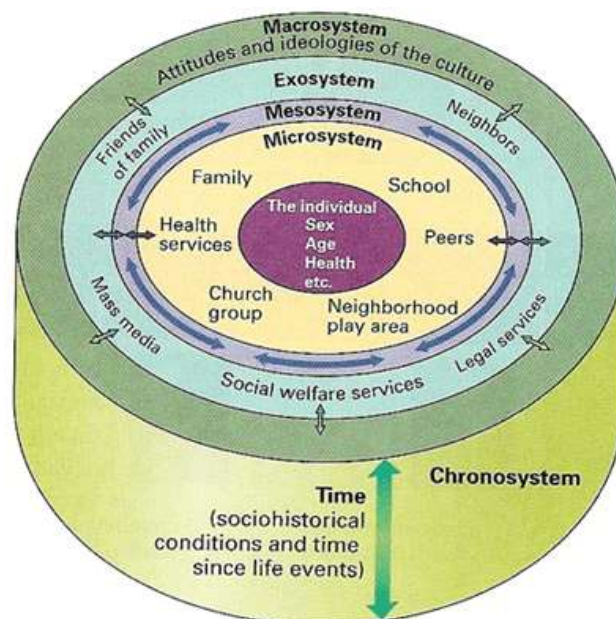 Macrosystem
Attitudes and ideologies of the culture
Exosystem
Mesosystem
Microsystem
Friends
of family
Neighbors
Family
School
The individual
Sex
Age
Health
etc.
Health
services
Peers
Church
group
Neighborhood
play area
Mass media
Legal services
Social welfare services
Chronosystem
Time
(sociohistorical
conditions and time
since life events)